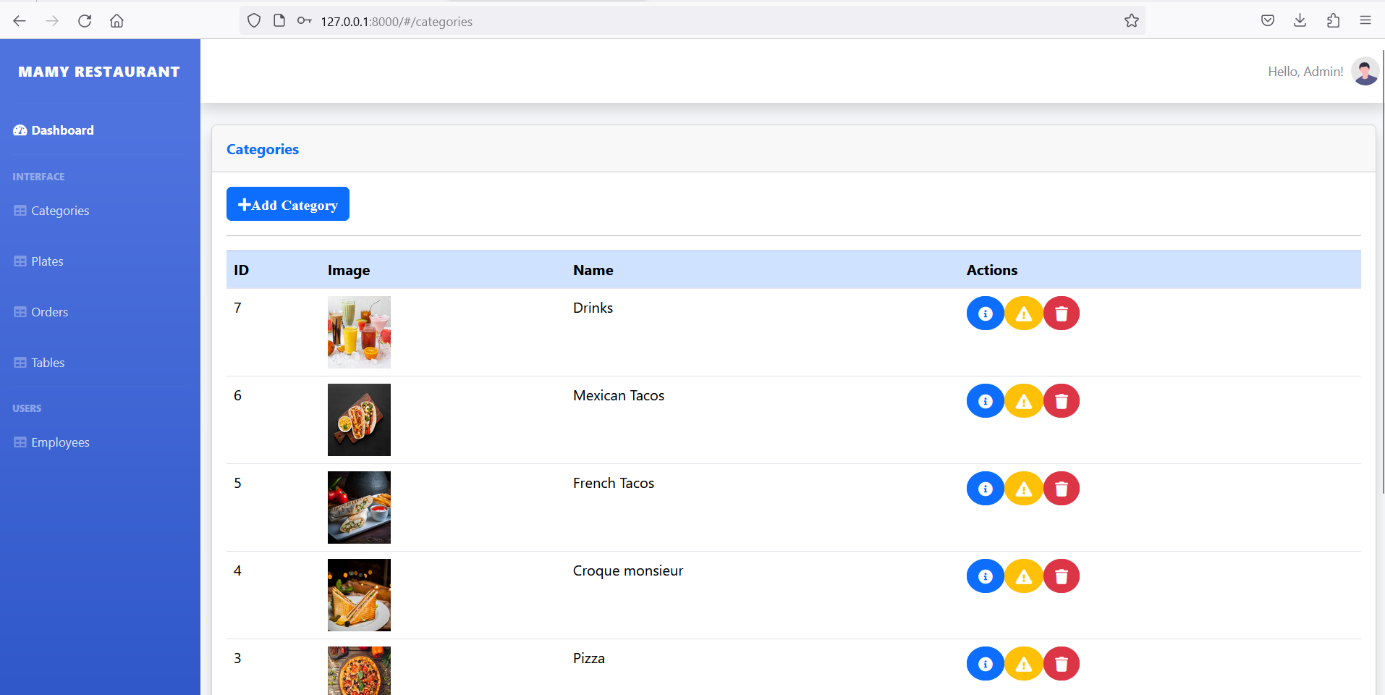 127.0.0.1:8000/#/categories
MAMY RESTAURANT
Hello, Admin!
Dashboard
INTERFACE
Categories
Plates
Orders
Tables
USERS
Employees
Categories
+Add Category
ID Image Name Actions
7 Drinks
6 Mexican Tacos
5 French Tacos
4 Croque monsieur
3 Pizza